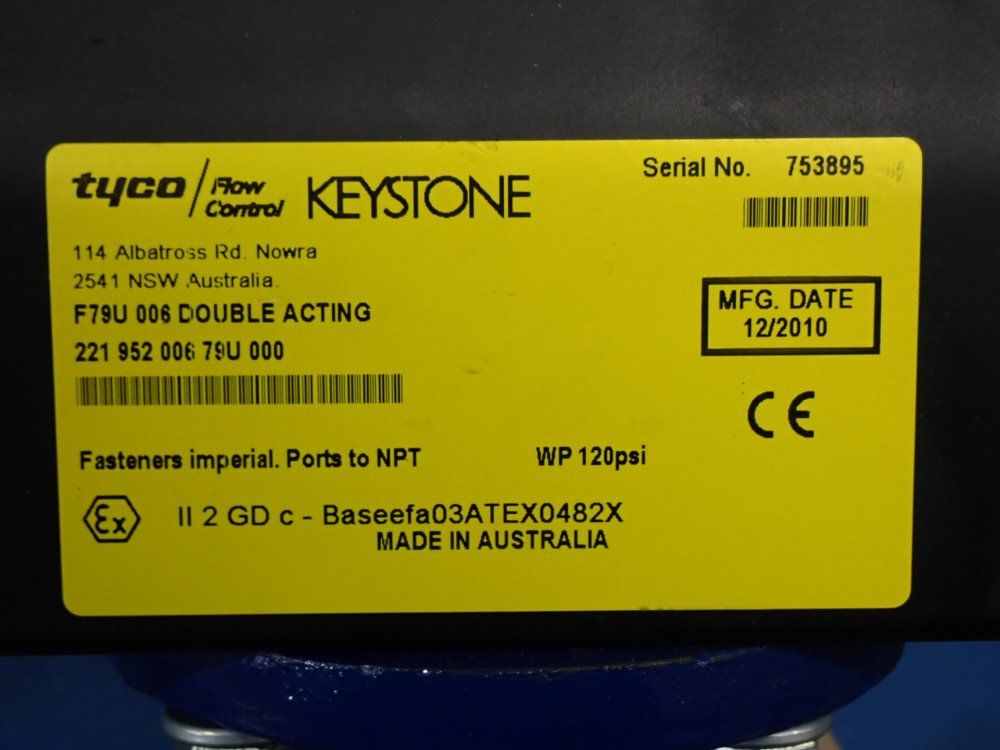 tyco / Flow Control KEYSTONE
Serial No. 753895
114 Albatross Rd. Nowra
2541 NSW Australia.
F79U 006 DOUBLE ACTING
221 952 006 79U 000
MFG. DATE
12/2010
CE
Fasteners imperial. Ports to NPT WP 120psi
Ex II 2 GD c - Baseefa03ATEX0482X
MADE IN AUSTRALIA